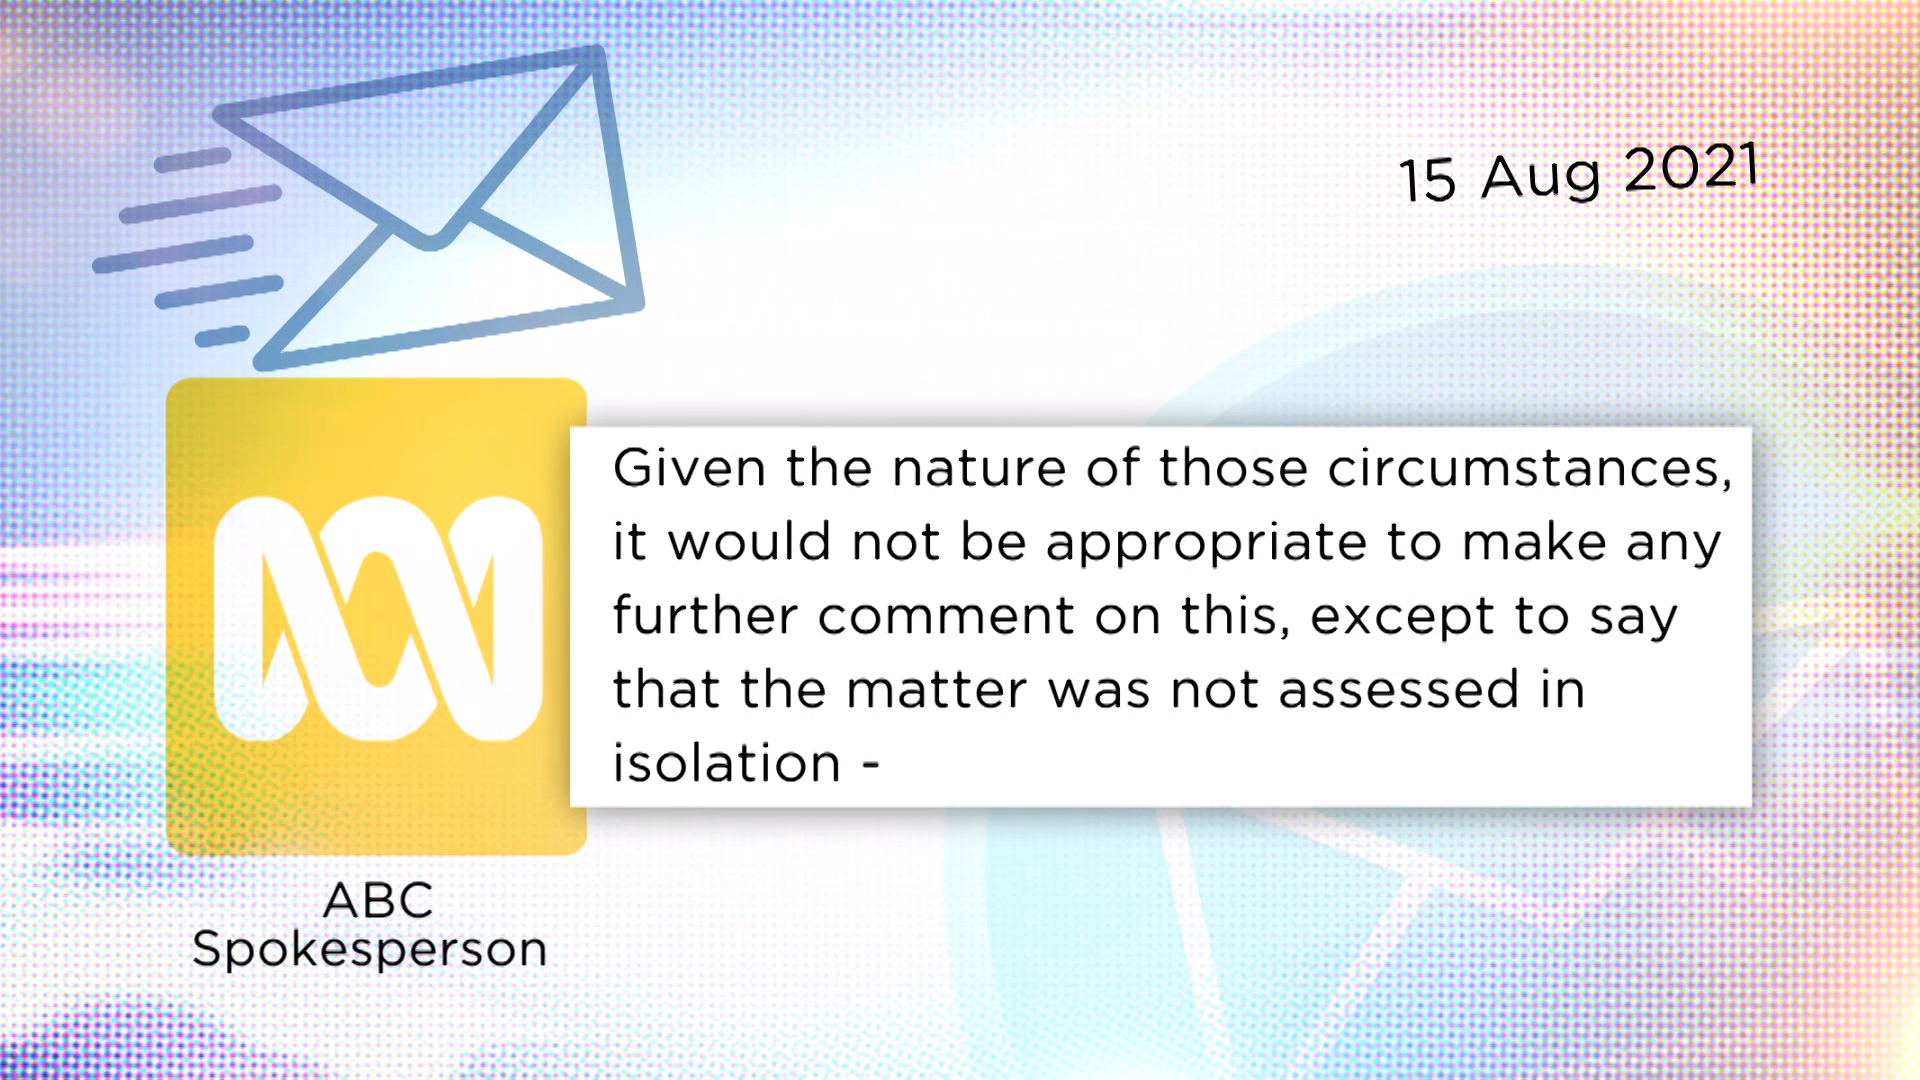 15 Aug 2021
Given the nature of those circumstances,
it would not be appropriate to make any
further comment on this, except to say
that the matter was not assessed in
isolation -
ABC
Spokesperson